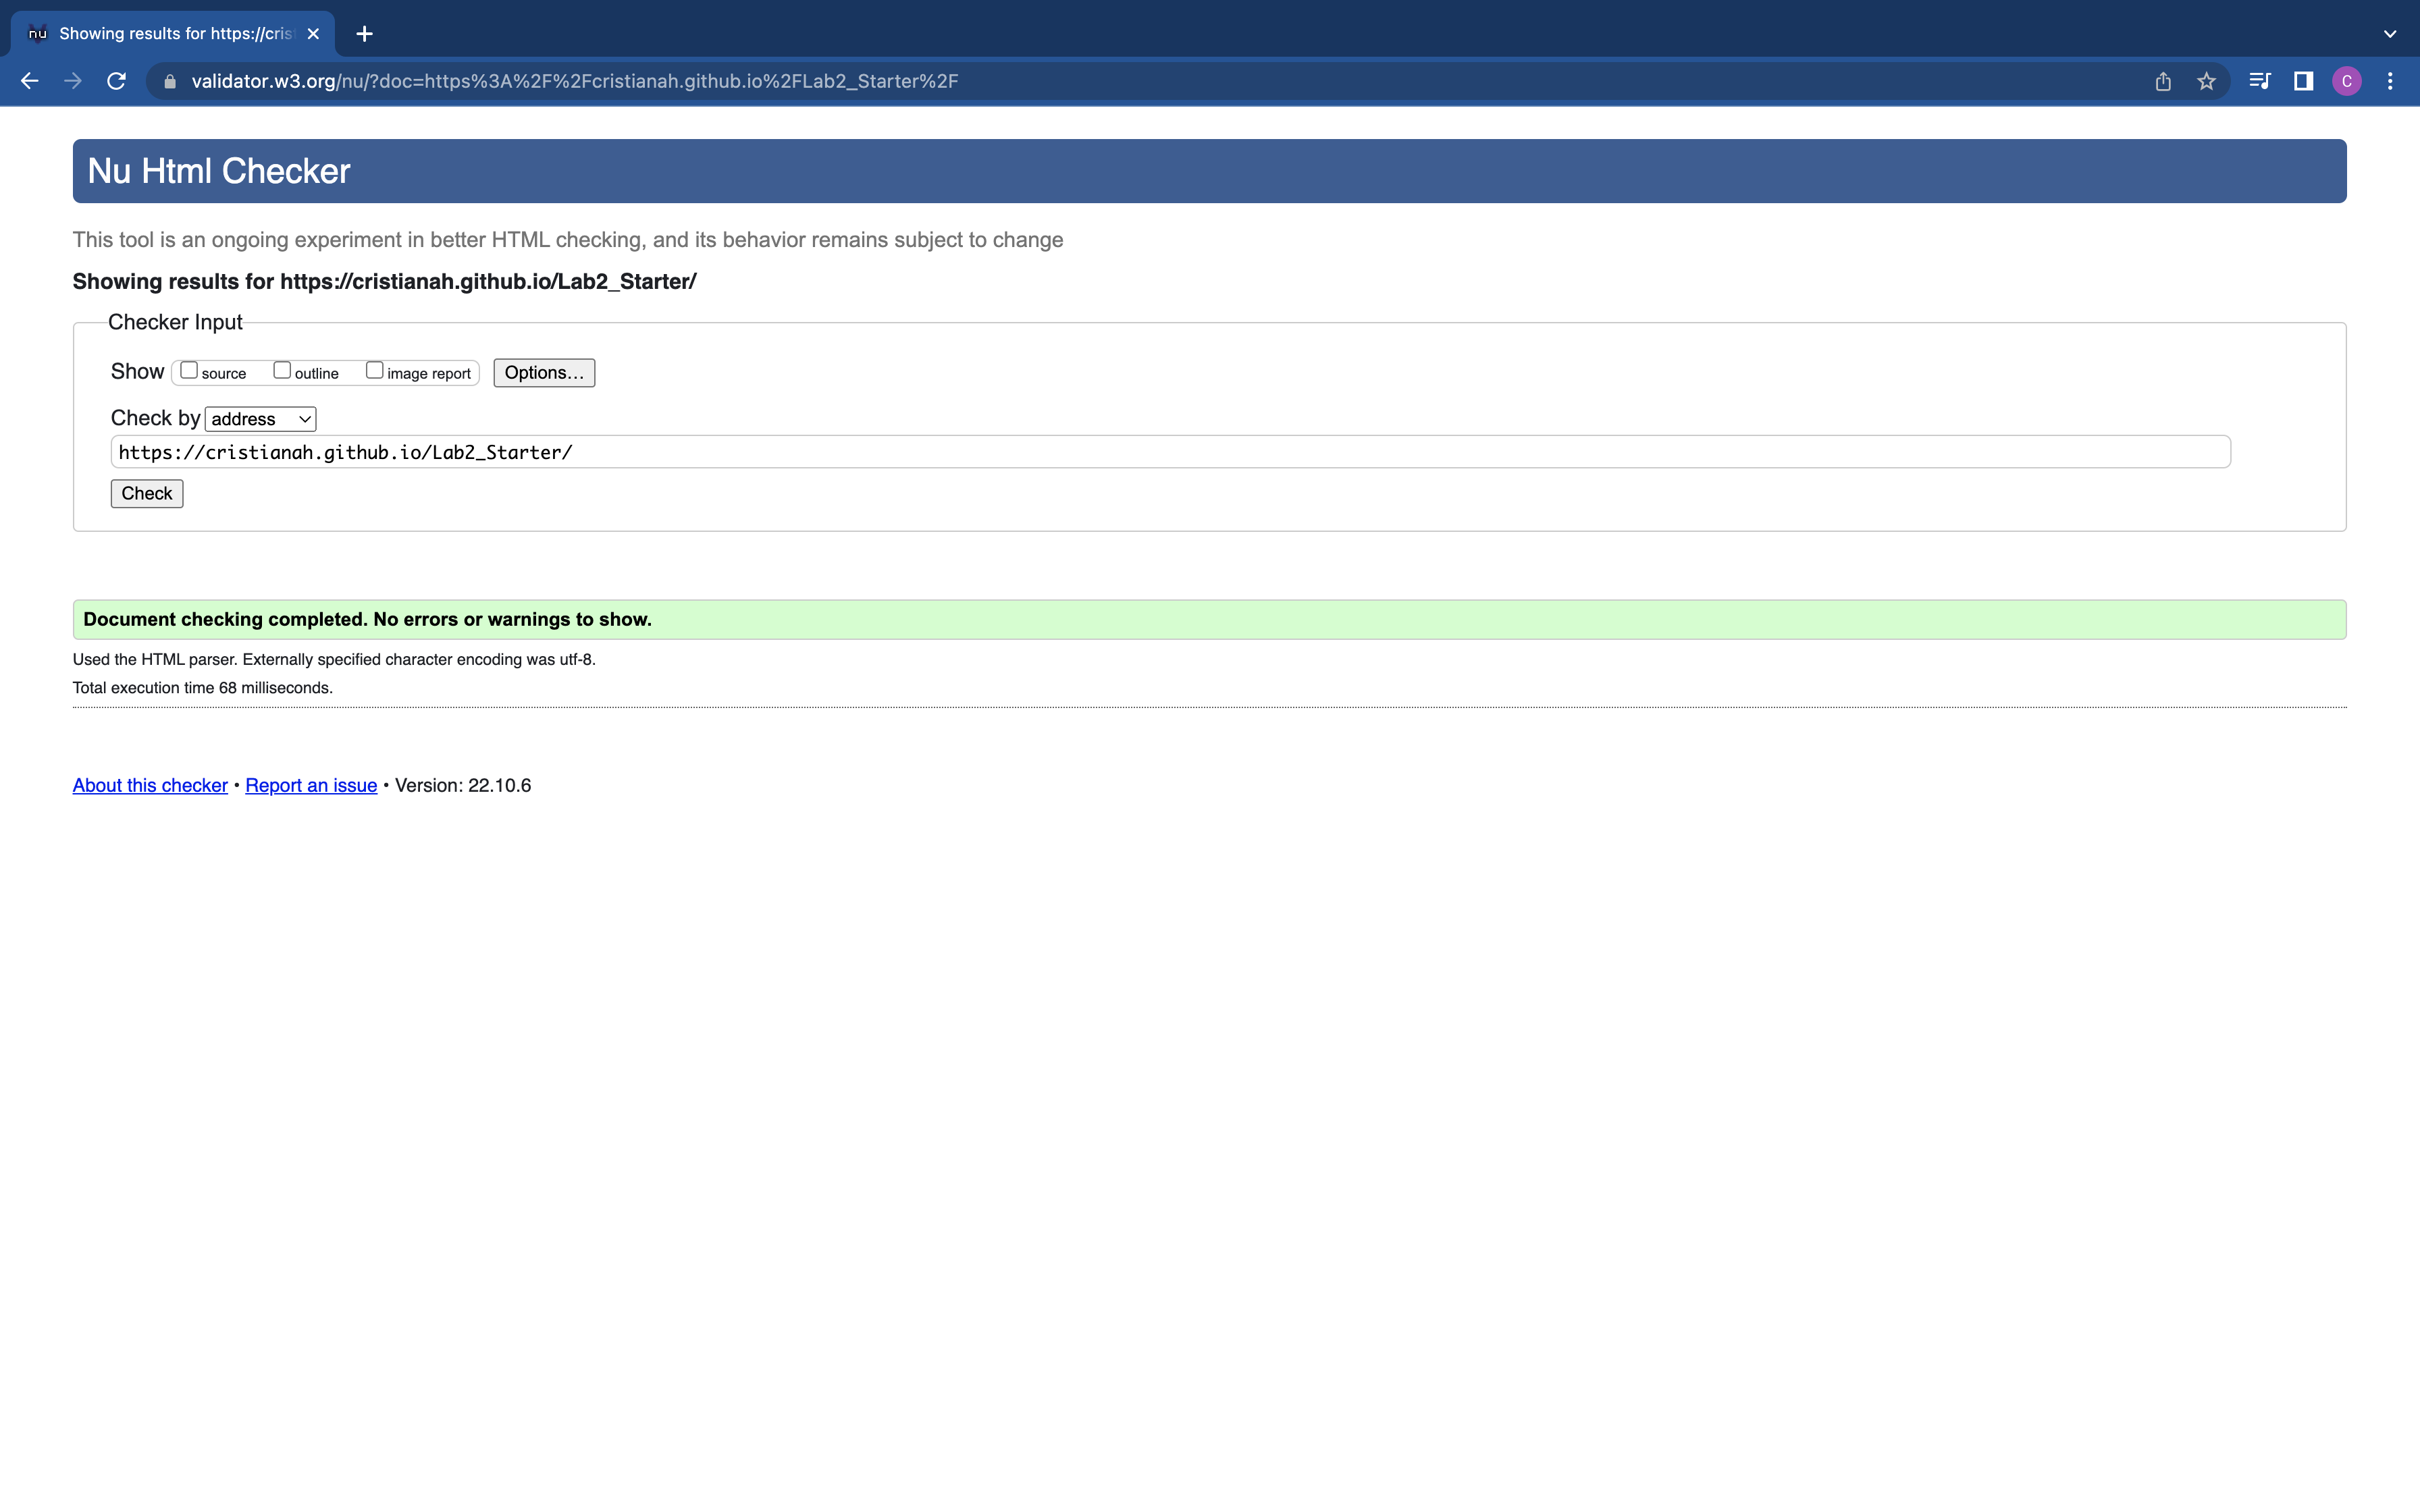 nu Showing results for https://cris
validator.w3.org/nu/?doc=https%3A%2F%2Fcristianah.github.io%2FLab2_Starter%2F
C
Nu Html Checker
This tool is an ongoing experiment in better HTML checking, and its behavior remains subject to change
Showing results for https://cristianah.github.io/Lab2_Starter/
Checker Input
Show source outline image report Options…
Check by address
https://cristianah.github.io/Lab2_Starter/
Check
Document checking completed. No errors or warnings to show.
Used the HTML parser. Externally specified character encoding was utf-8.
Total execution time 68 milliseconds.
About this checker • Report an issue • Version: 22.10.6